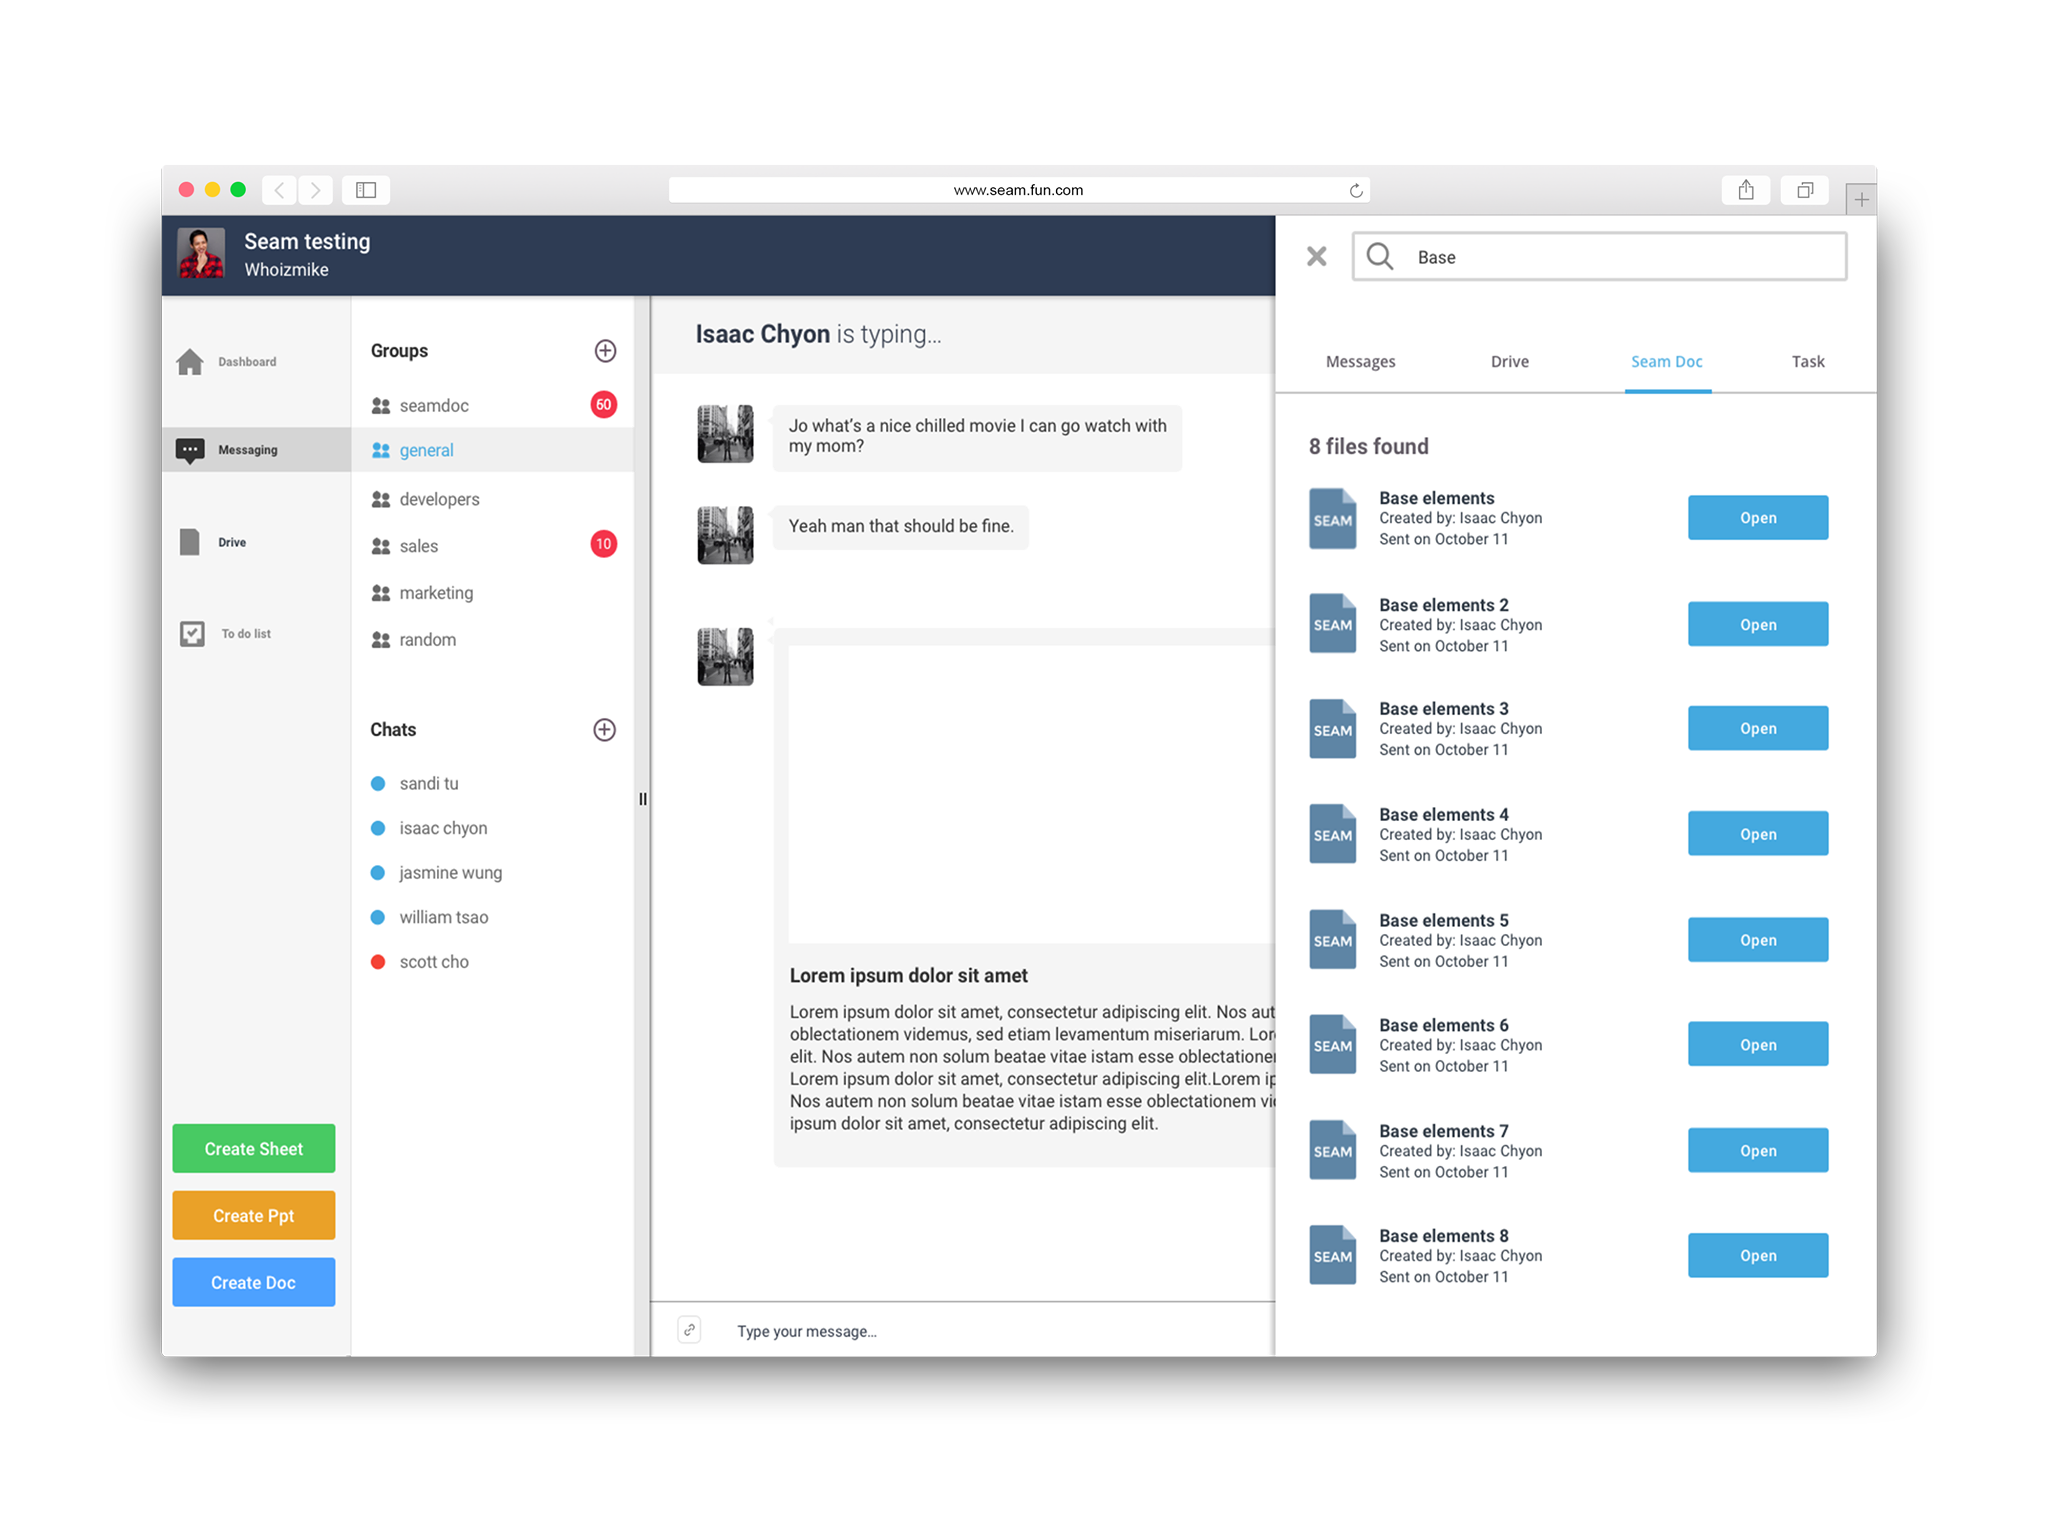 www.seam.fun.com
Seam testing
Whoizmike
Base
Dashboard
Messaging
Drive
To do list
Create Sheet
Create Ppt
Create Doc
Groups
seamdoc
60
general
developers
sales
10
marketing
random
Chats
sandi tu
isaac chyon
jasmine wung
william tsao
scott cho
Isaac Chyon is typing...
Jo what's a nice chilled movie I can go watch with
my mom?
Yeah man that should be fine.
Lorem ipsum dolor sit amet
Lorem ipsum dolor sit amet, consectetur adipiscing elit. Nos aut
oblectationem videmus, sed etiam levamentum miseriarum. Lor
elit. Nos autem non solum beatae vitae istam esse oblectatione
Lorem ipsum dolor sit amet, consectetur adipiscing elit.Lorem ip
Nos autem non solum beatae vitae istam esse oblectationem vi
ipsum dolor sit amet, consectetur adipiscing elit.
Type your message...
Messages
Drive
Seam Doc
Task
8 files found
SEAM
Base elements
Created by: Isaac Chyon
Sent on October 11
Open
SEAM
Base elements 2
Created by: Isaac Chyon
Sent on October 11
Open
SEAM
Base elements 3
Created by: Isaac Chyon
Sent on October 11
Open
SEAM
Base elements 4
Created by: Isaac Chyon
Sent on October 11
Open
SEAM
Base elements 5
Created by: Isaac Chyon
Sent on October 11
Open
SEAM
Base elements 6
Created by: Isaac Chyon
Sent on October 11
Open
SEAM
Base elements 7
Created by: Isaac Chyon
Sent on October 11
Open
SEAM
Base elements 8
Created by: Isaac Chyon
Sent on October 11
Open